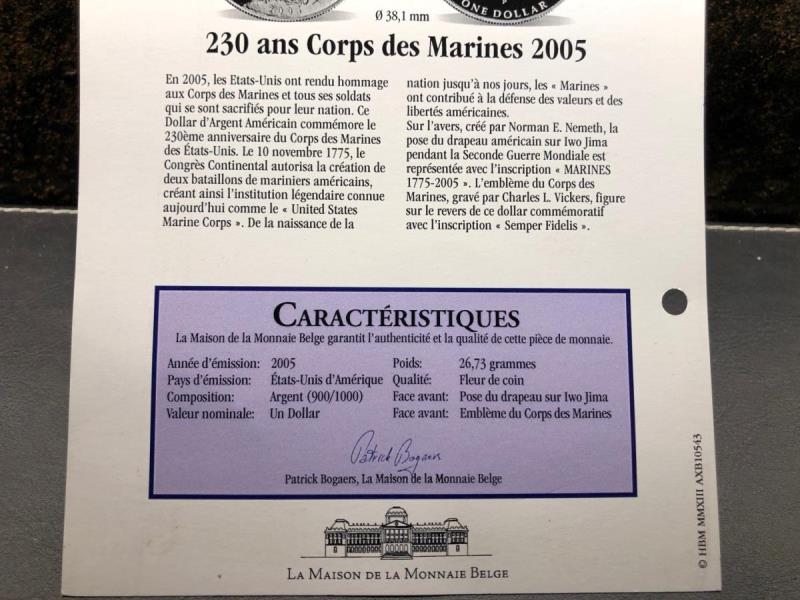 ONE DOLLAR
Ø 38,1 mm
230 ans Corps des Marines 2005
En 2005, les Etats-Unis ont rendu hommage
aux Corps des Marines et tous ses soldats
qui se sont sacrifiés pour leur nation. Ce
Dollar d'Argent Américain commémore le
230ème anniversaire du Corps des Marines
des États-Unis. Le 10 novembre 1775, le
Congrès Continental autorisa la création de
deux bataillons de mariniers américains,
créant ainsi l'institution légendaire connue
aujourd'hui comme le « United States
Marine Corps ». De la naissance de la
nation jusqu'à nos jours, les « Marines »
ont contribué à la défense des valeurs et des
libertés américaines.
Sur l'avers, créé par Norman E. Nemeth, la
pose du drapeau américain sur Iwo Jima
pendant la Seconde Guerre Mondiale est
représentée avec l'inscription « MARINES
1775-2005 ». L'emblème du Corps des
Marines, gravé par Charles L. Vickers, figure
sur le revers de ce dollar commémoratif
avec l'inscription « Semper Fidelis ».
CARACTÉRISTIQUES
La Maison de la Monnaie Belge garantit l'authenticité et la qualité de cette pièce de monnaie.
Année d'émission: 2005 Poids: 26,73 grammes
Pays d'émission: États-Unis d'Amérique Qualité: Fleur de coin
Composition: Argent (900/1000) Face avant: Pose du drapeau sur Iwo Jima
Valeur nominale: Un Dollar Face avant: Emblème du Corps des Marines
Patrick Bogaers
Patrick Bogaers, La Maison de la Monnaie Belge
LA MAISON DE LA MONNAIE BELGE
© HBM MMXIII AXB10543